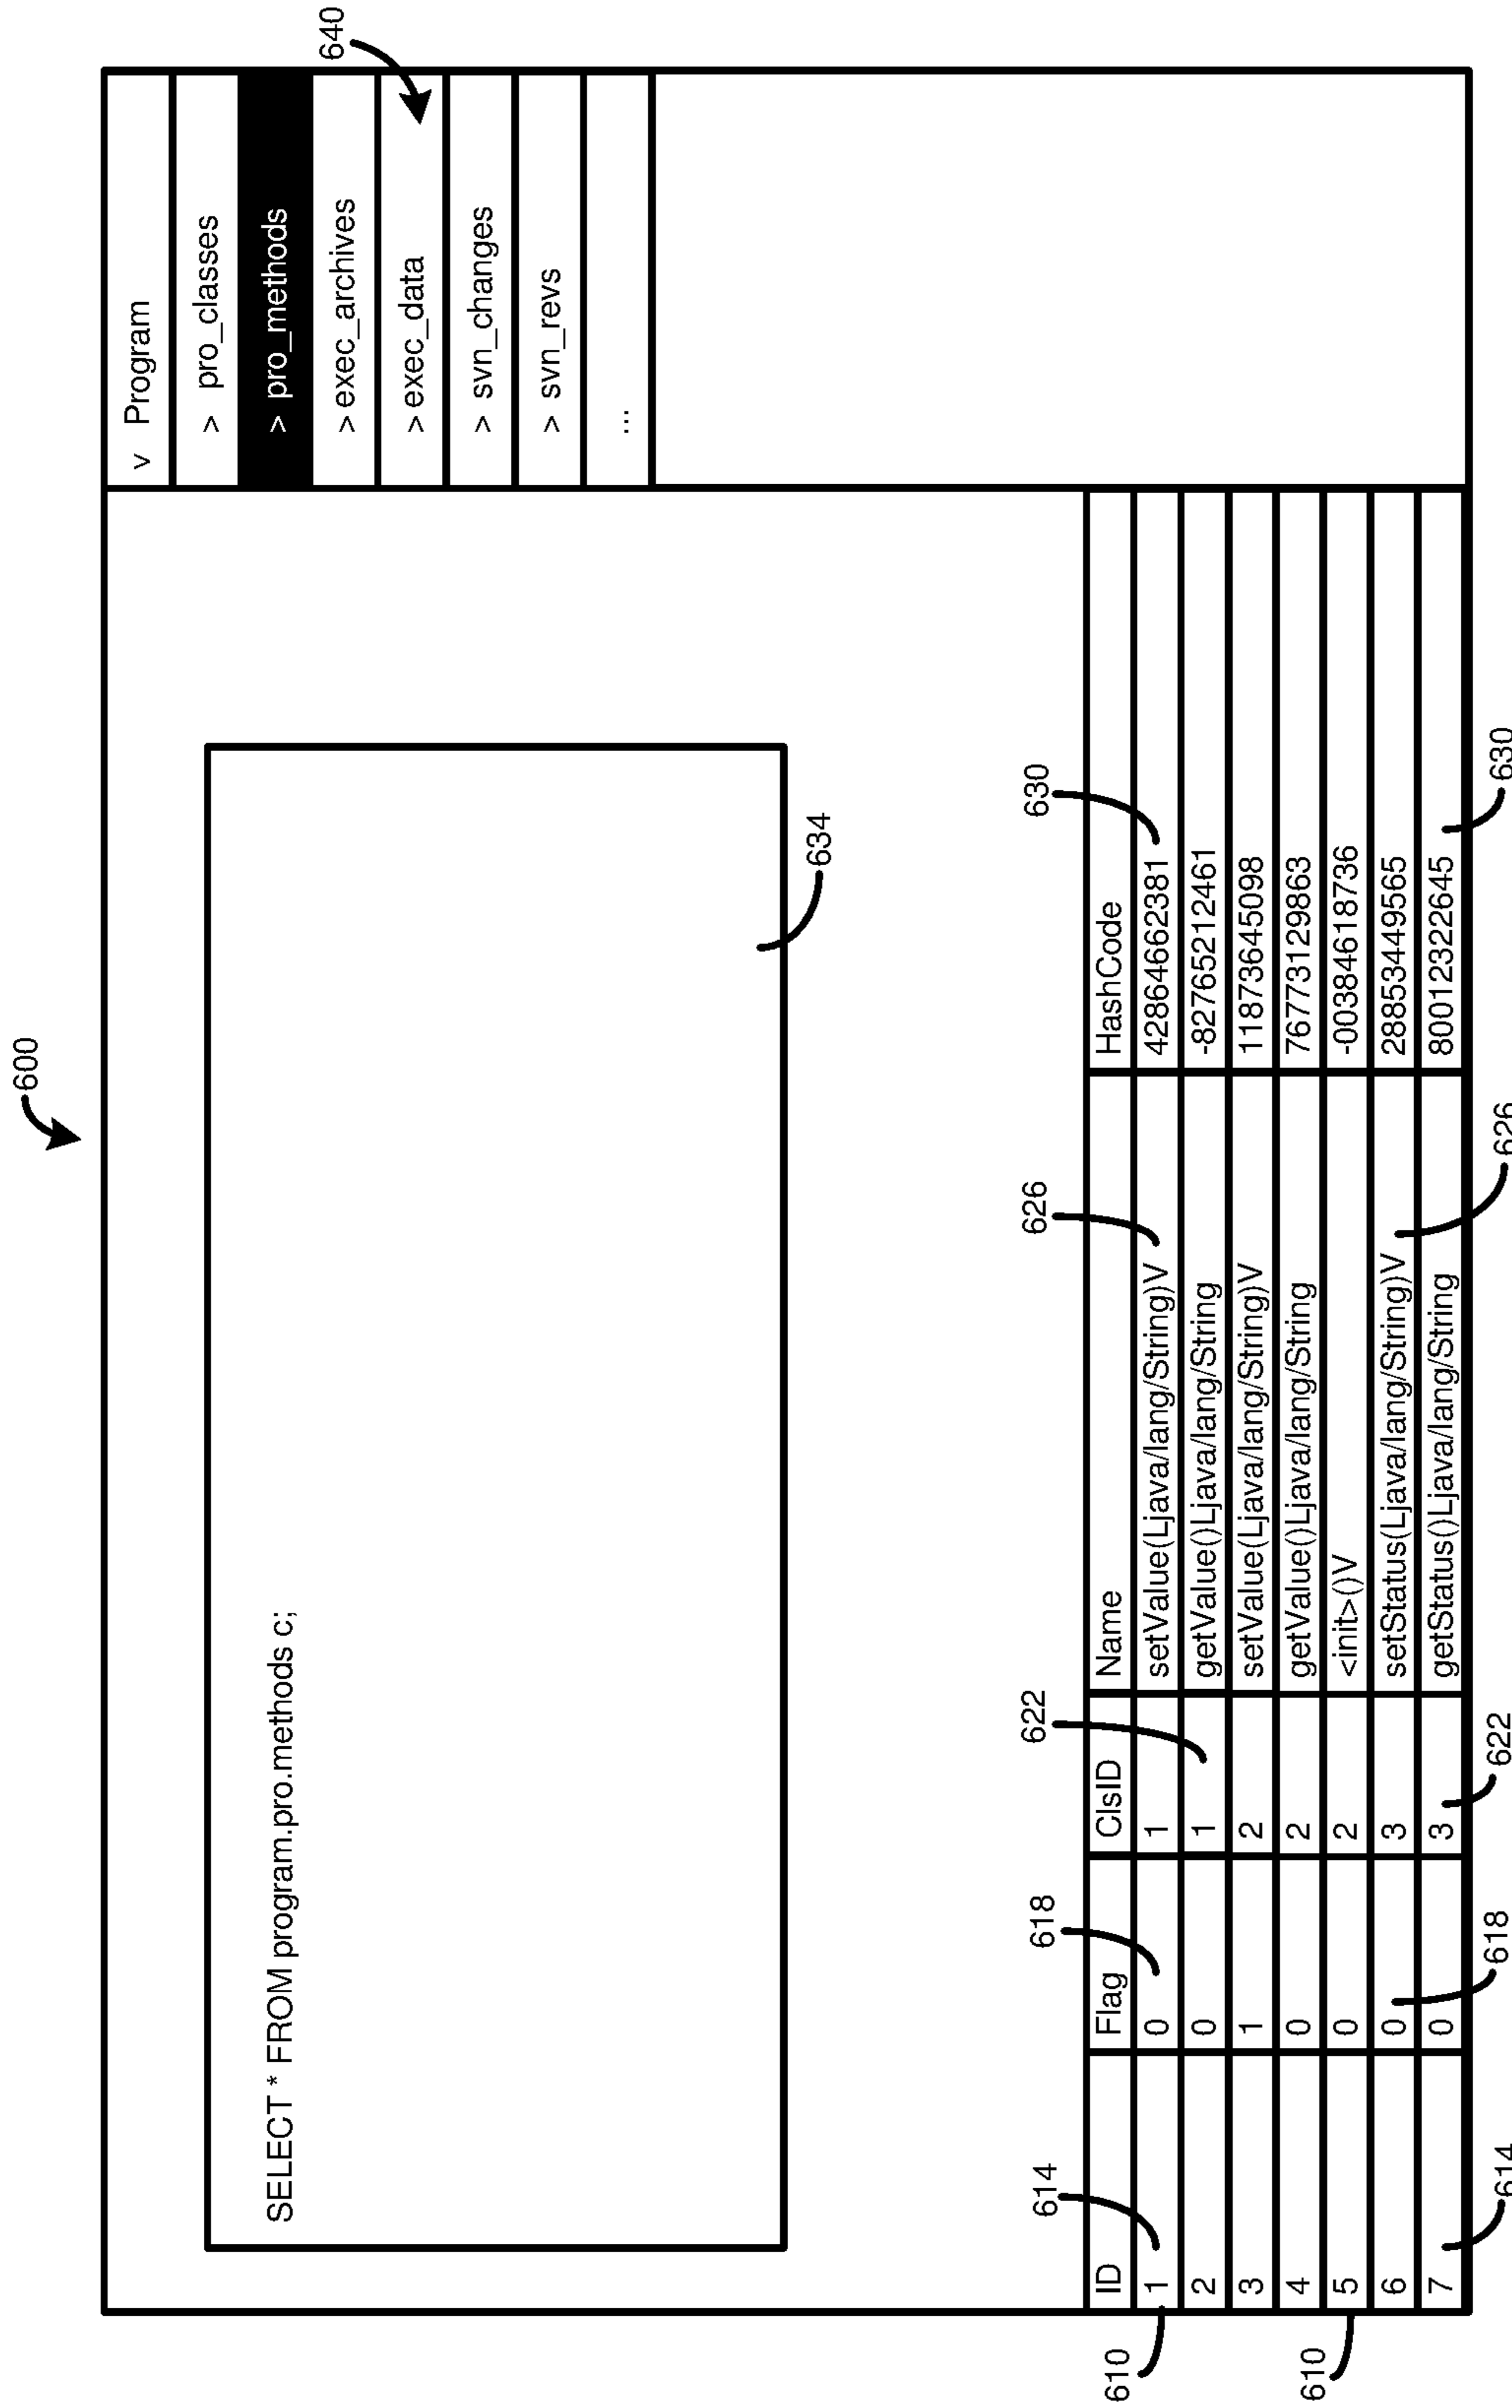 600
640
v Program
> pro_classes
> pro_methods
> exec_archives
> exec_data
> svn_changes
> svn_revs
...
SELECT * FROM program.pro.methods c;
634
614 618 622 626 630
ID Flag ClsID Name HashCode
1 0 1 setValue(Ljava/lang/String)V 42864662381
2 0 1 getValue()Ljava/lang/String -82765212461
3 1 2 setValue(Ljava/lang/String)V 11873645098
4 0 2 getValue()Ljava/lang/String 76773129863
5 0 2 <init>()V -00384618736
6 0 3 setStatus(Ljava/lang/String)V 28853449565
7 0 3 getStatus()Ljava/lang/String 80012322645
610
610
614 618 622 626 630